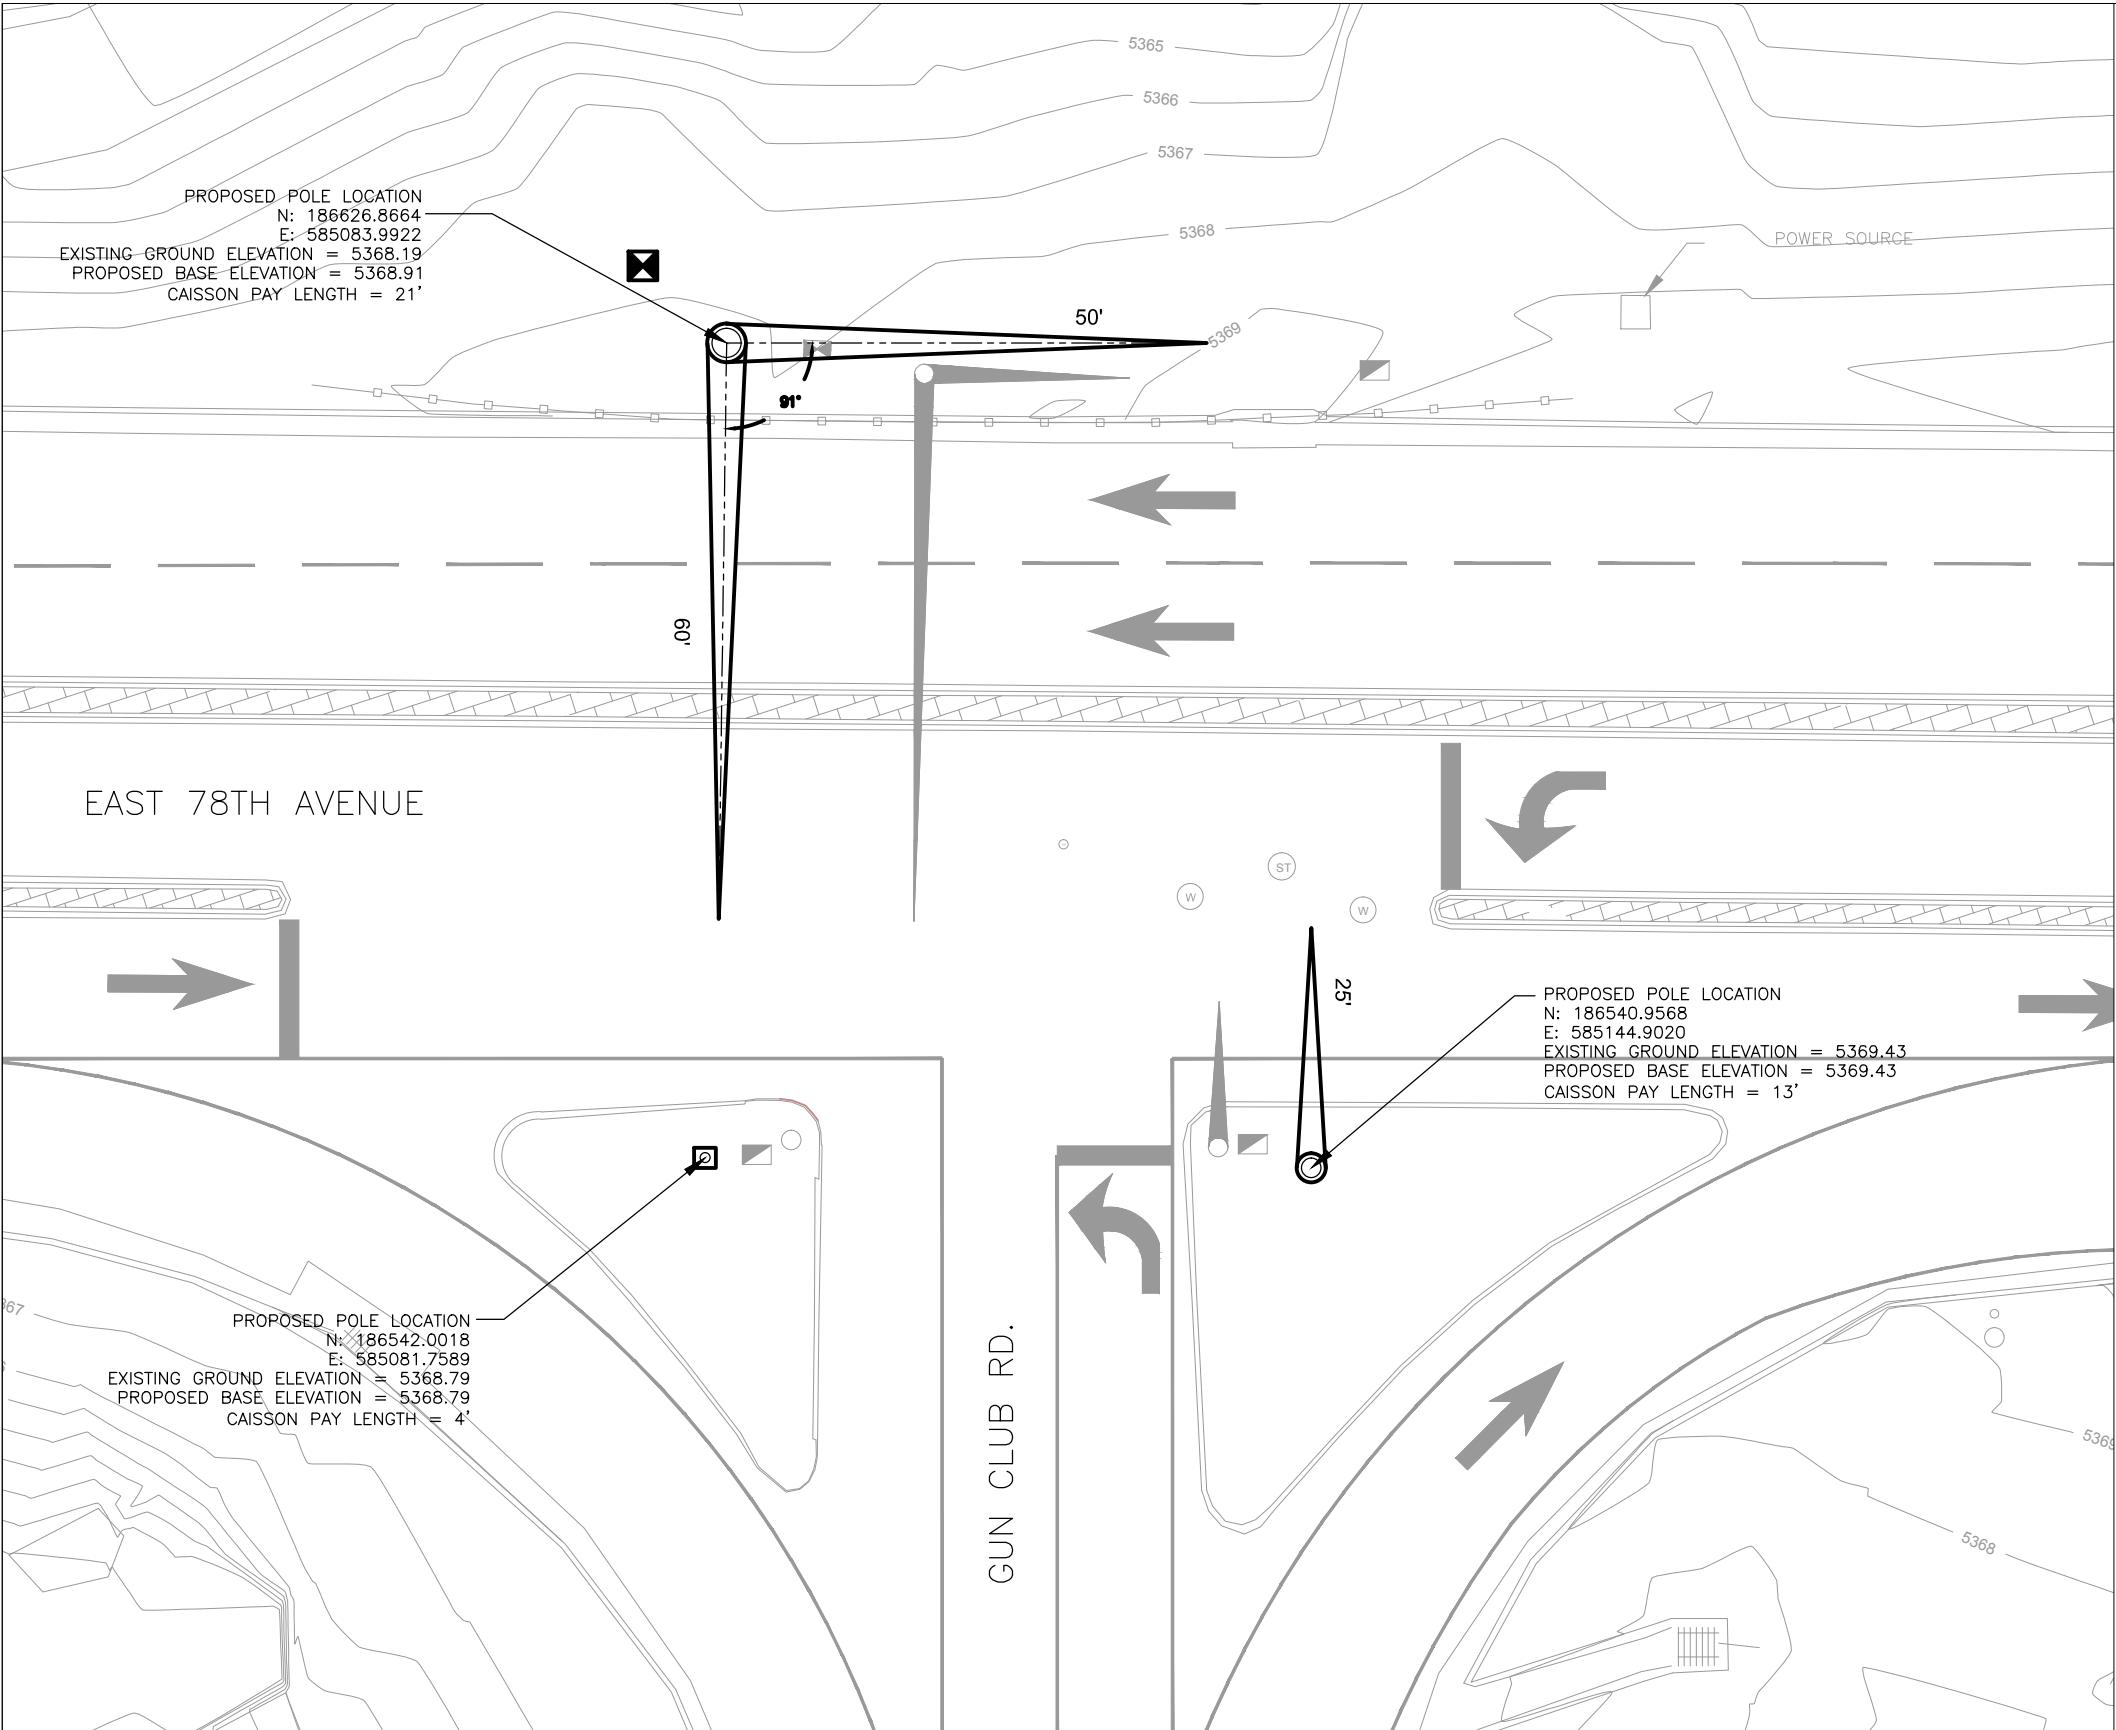 5365
5366
5367
5368
PROPOSED POLE LOCATION
N: 186626.8664
E: 585083.9922
EXISTING GROUND ELEVATION = 5368.19
PROPOSED BASE ELEVATION = 5368.91
CAISSON PAY LENGTH = 21'
POWER SOURCE
50'
5369
91°
60'
EAST 78TH AVENUE
ST
W
W
25'
PROPOSED POLE LOCATION
N: 186540.9568
E: 585144.9020
EXISTING GROUND ELEVATION = 5369.43
PROPOSED BASE ELEVATION = 5369.43
CAISSON PAY LENGTH = 13'
PROPOSED POLE LOCATION
N: 186542.0018
E: 585081.7589
EXISTING GROUND ELEVATION = 5368.79
PROPOSED BASE ELEVATION = 5368.79
CAISSON PAY LENGTH = 4'
GUN CLUB RD.
5368